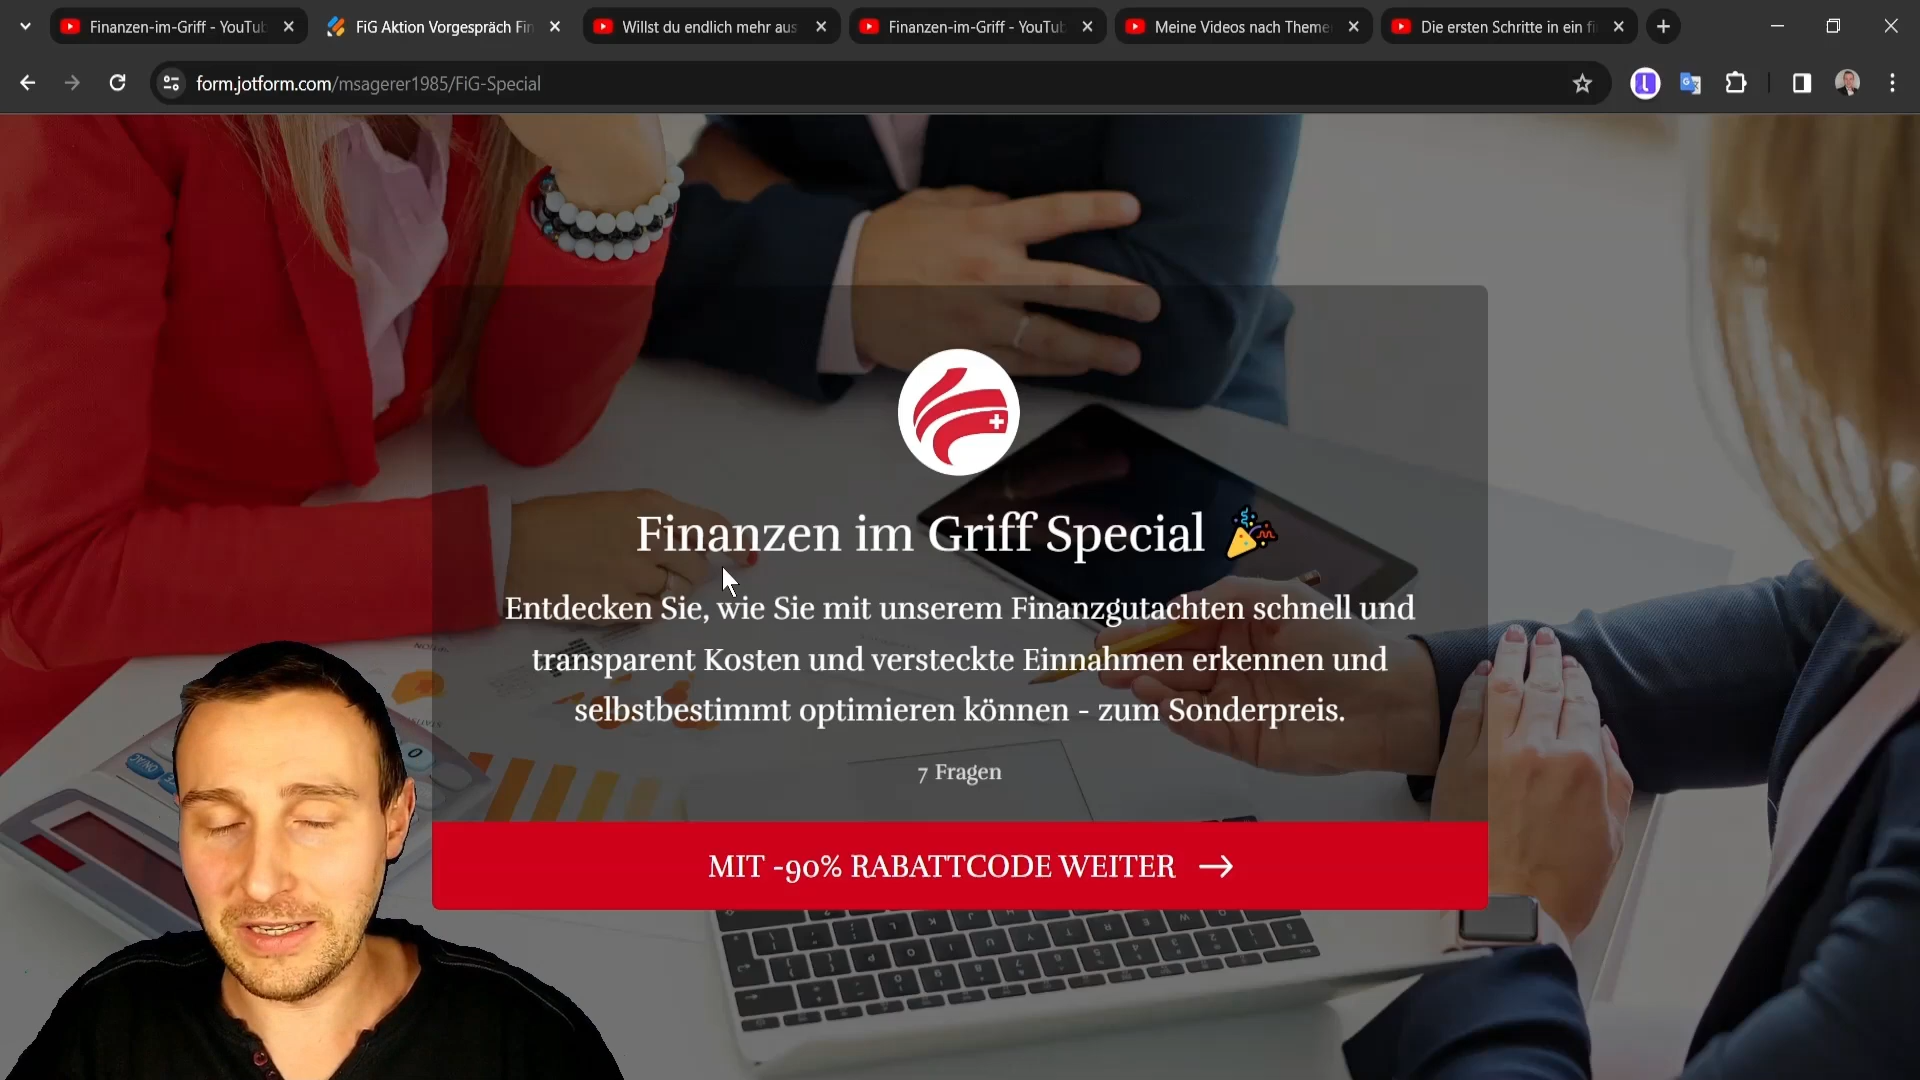 Finanzen-im-Griff - YouTub
FiG Aktion Vorgespräch Fin
Willst du endlich mehr aus
Finanzen-im-Griff - YouTub
Meine Videos nach Theme
Die ersten Schritte in ein fi
form.jotform.com/msagerer1985/FiG-Special
Finanzen im Griff Special 🎉
Entdecken Sie, wie Sie mit unserem Finanzgutachten schnell und
transparent Kosten und versteckte Einnahmen erkennen und
selbstbestimmt optimieren können - zum Sonderpreis.
7 Fragen
MIT -90% RABATTCODE WEITER →